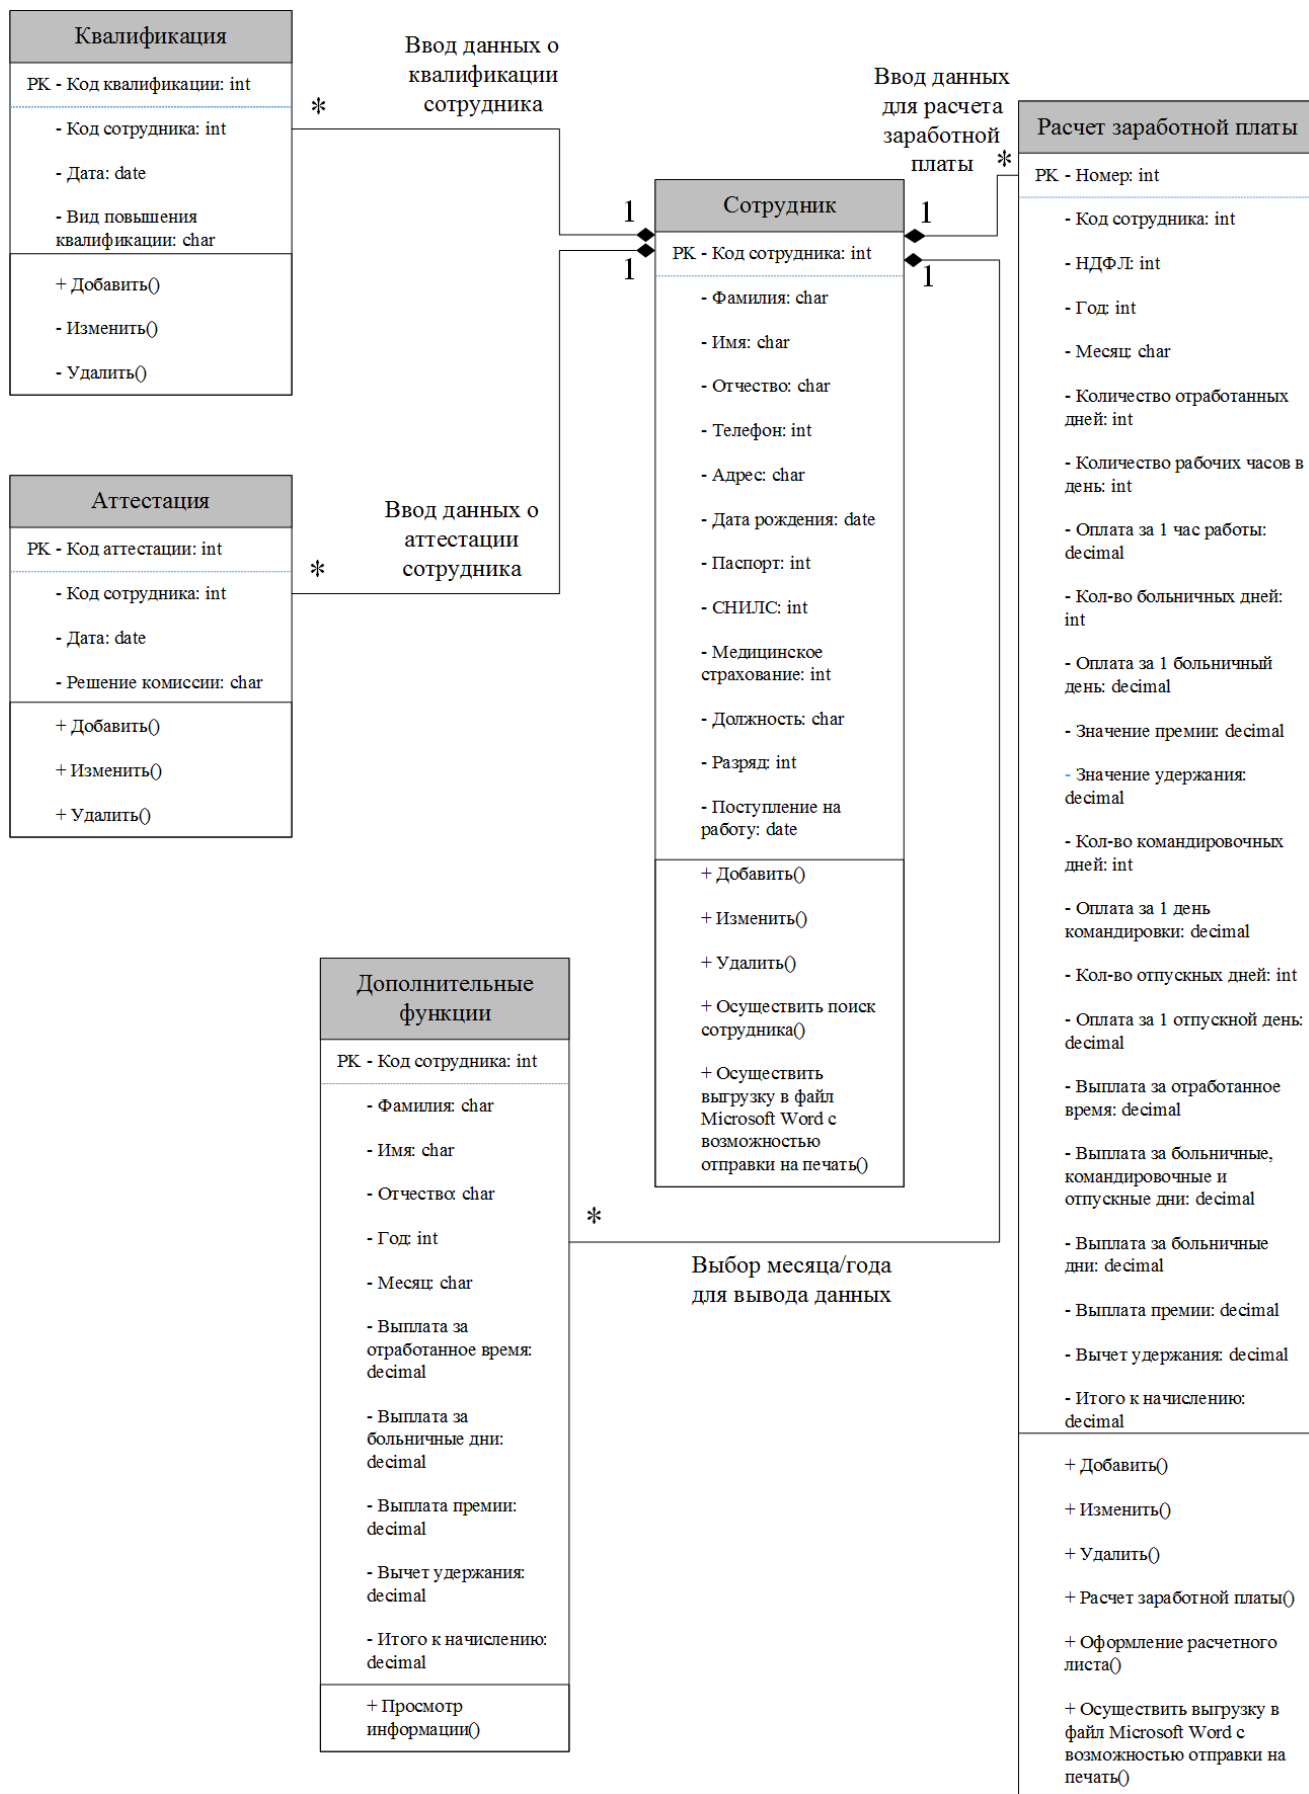 Квалификация
PK - Код квалификации: int
- Код сотрудника: int
- Дата: date
- Вид повышения
квалификации: char
+ Добавить()
- Изменить()
- Удалить()
Ввод данных о
квалификации
сотрудника
*
1
Аттестация
PK - Код аттестации: int
- Код сотрудника: int
- Дата: date
- Решение комиссии: char
+ Добавить()
+ Изменить()
+ Удалить()
Ввод данных о
аттестации
сотрудника
*
1
Сотрудник
PK - Код сотрудника: int
- Фамилия: char
- Имя: char
- Отчество: char
- Телефон: int
- Адрес: char
- Дата рождения: date
- Паспорт: int
- СНИЛС: int
- Медицинское
страхование: int
- Должность: char
- Разряд: int
- Поступление на
работу: date
+ Добавить()
+ Изменить()
+ Удалить()
+ Осуществить поиск
сотрудника()
+ Осуществить
выгрузку в файл
Microsoft Word с
возможностью
отправки на печать()
Ввод данных
для расчета
заработной
платы
*
1
1
Дополнительные
функции
PK - Код сотрудника: int
- Фамилия: char
- Имя: char
- Отчество: char
- Год: int
- Месяц: char
- Выплата за
отработанное время:
decimal
- Выплата за
больничные дни:
decimal
- Выплата премии:
decimal
- Вычет удержания:
decimal
- Итого к начислению:
decimal
+ Просмотр
информации()
*
Выбор месяца/года
для вывода данных
Расчет заработной платы
PK - Номер: int
- Код сотрудника: int
- НДФЛ: int
- Год: int
- Месяц: char
- Количество отработанных
дней: int
- Количество рабочих часов в
день: int
- Оплата за 1 час работы:
decimal
- Кол-во больничных дней:
int
- Оплата за 1 больничный
день: decimal
- Значение премии: decimal
- Значение удержания:
decimal
- Кол-во командировочных
дней: int
- Оплата за 1 день
командировки: decimal
- Кол-во отпускных дней: int
- Оплата за 1 отпускной день:
decimal
- Выплата за отработанное
время: decimal
- Выплата за больничные,
командировочные и
отпускные дни: decimal
- Выплата за больничные
дни: decimal
- Выплата премии: decimal
- Вычет удержания: decimal
- Итого к начислению:
decimal
+ Добавить()
+ Изменить()
+ Удалить()
+ Расчет заработной платы()
+ Оформление расчетного
листа()
+ Осуществить выгрузку в
файл Microsoft Word с
возможностью отправки на
печать()